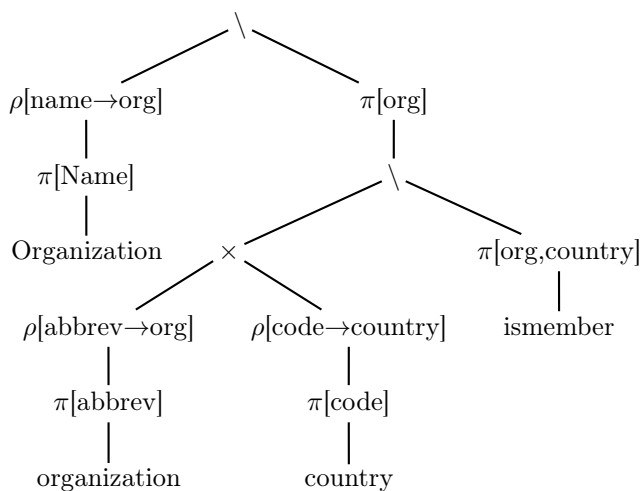 \
ρ[name→org] π[org]
π[Name] \
Organization × π[org,country]
ρ[abbrev→org] ρ[code→country] ismember
π[abbrev] π[code]
organization country